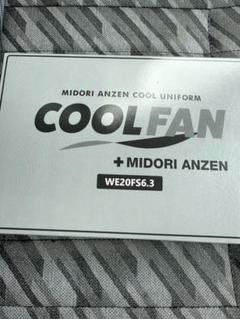 MIDORI ANZEN COOL UNIFORM
COOLFAN
+ MIDORI ANZEN
WE20FS6.3